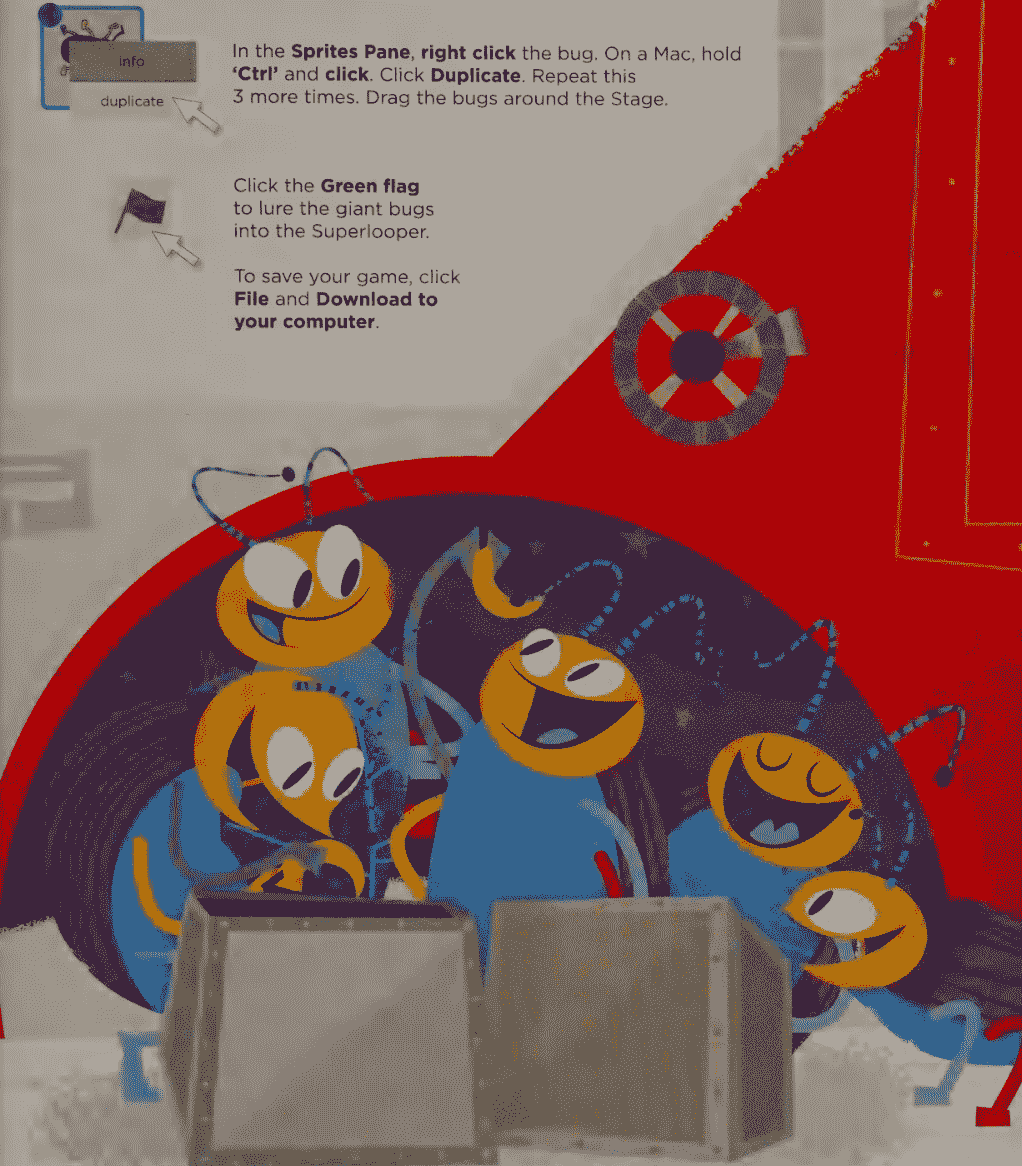 info
duplicate
In the Sprites Pane, right click the bug. On a Mac, hold
‘Ctrl’ and click. Click Duplicate. Repeat this
3 more times. Drag the bugs around the Stage.
Click the Green flag
to lure the giant bugs
into the Superlooper.
To save your game, click
File and Download to
your computer.